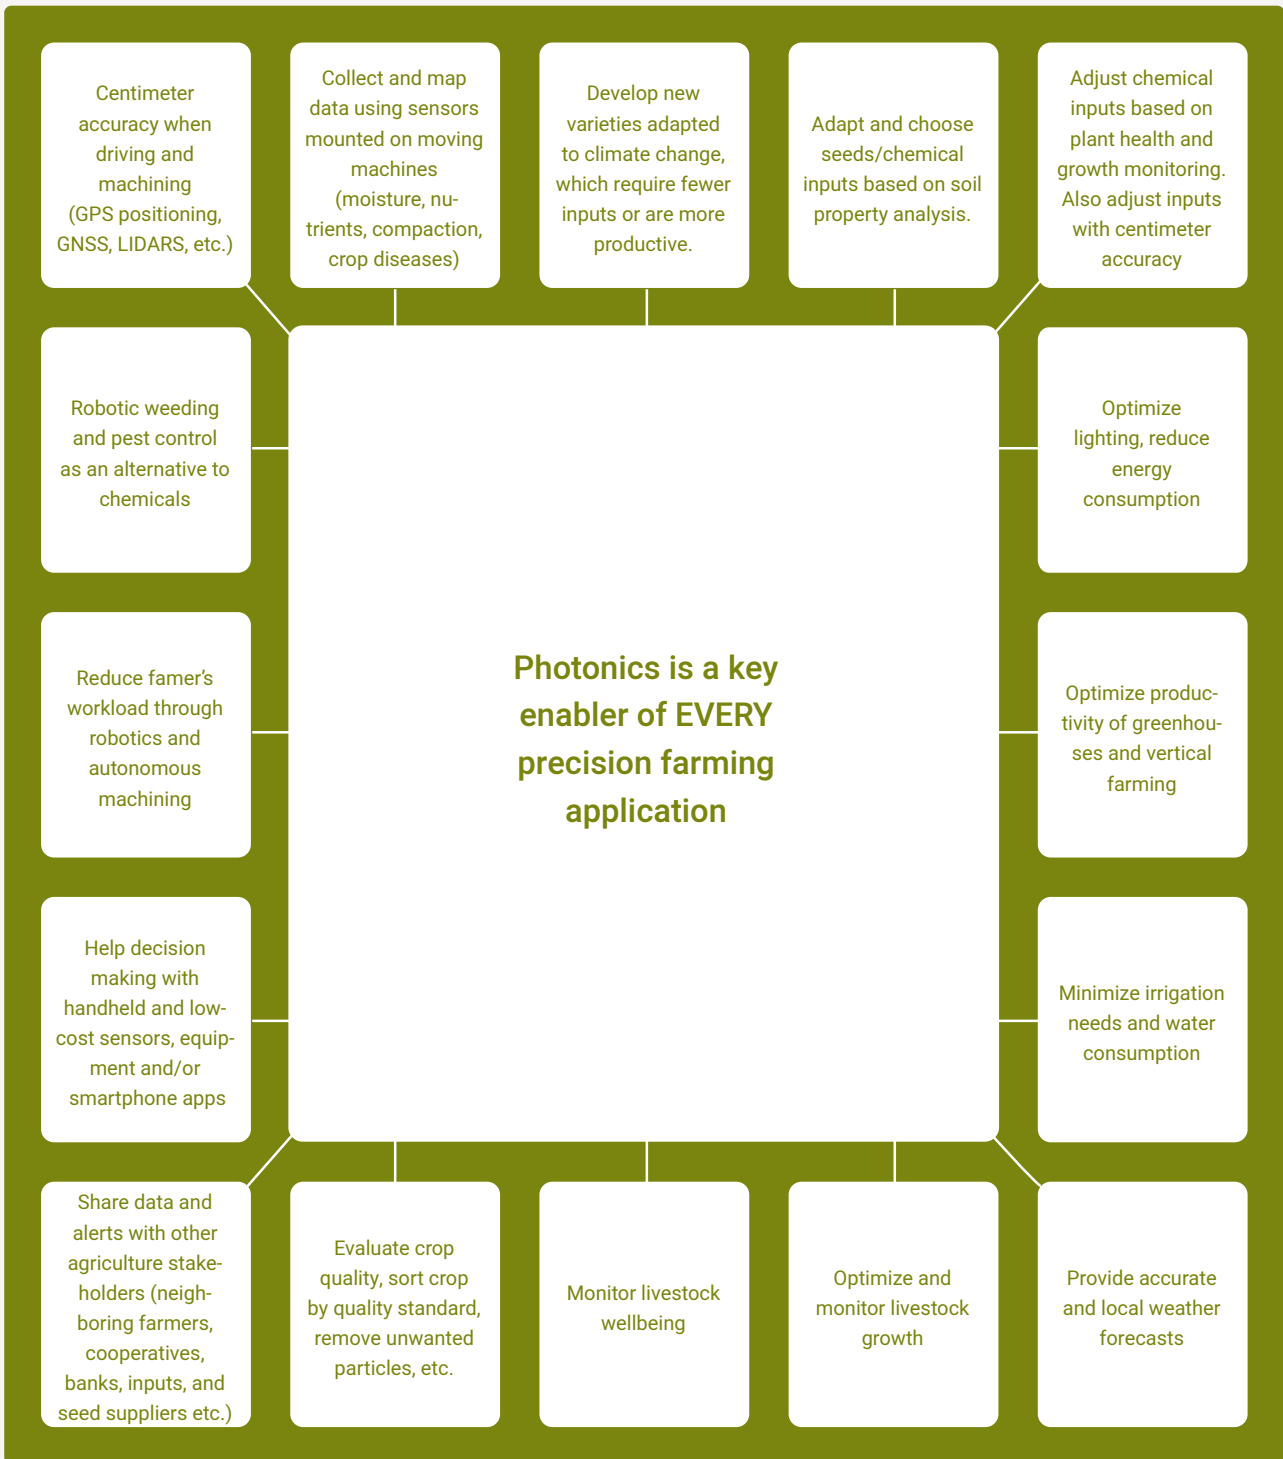 Centimeter
accuracy when
driving and
machining
(GPS positioning,
GNSS, LIDARS, etc.)
Collect and map
data using sensors
mounted on moving
machines
(moisture, nu-
trients, compaction,
crop diseases)
Develop new
varieties adapted
to climate change,
which require fewer
inputs or are more
productive.
Adapt and choose
seeds/chemical
inputs based on soil
property analysis.
Adjust chemical
inputs based on
plant health and
growth monitoring.
Also adjust inputs
with centimeter
accuracy
Robotic weeding
and pest control
as an alternative to
chemicals
Optimize
lighting, reduce
energy
consumption
Photonics is a key
enabler of EVERY
precision farming
application
Reduce famer’s
workload through
robotics and
autonomous
machining
Optimize produc-
tivity of greenhou-
ses and vertical
farming
Help decision
making with
handheld and low-
cost sensors, equip-
ment and/or
smartphone apps
Minimize irrigation
needs and water
consumption
Share data and
alerts with other
agriculture stake-
holders (neigh-
boring farmers,
cooperatives,
banks, inputs, and
seed suppliers etc.)
Evaluate crop
quality, sort crop
by quality standard,
remove unwanted
particles, etc.
Monitor livestock
wellbeing
Optimize and
monitor livestock
growth
Provide accurate
and local weather
forecasts